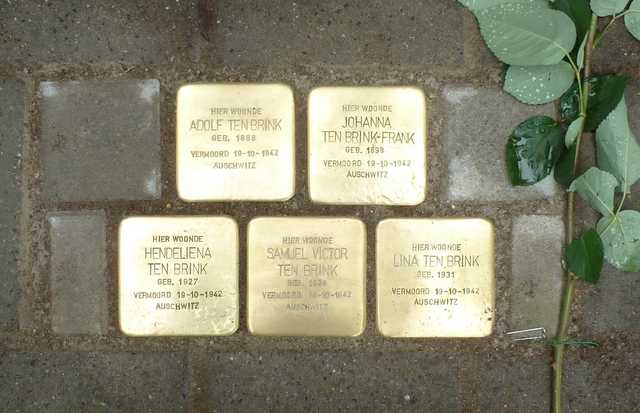 HIER WOONDE
ADOLF TEN BRINK
GEB. 1888
VERMOORD 19-10-1942
AUSCHWITZ
HIER WOONDE
JOHANNA
TEN BRINK-FRANK
GEB. 1898
VERMOORD 19-10-1942
AUSCHWITZ
HIER WOONDE
HENDELIENA
TEN BRINK
GEB. 1927
VERMOORD 19-10-1942
AUSCHWITZ
HIER WOONDE
SAMUEL VICTOR
TEN BRINK
GEB.
VERMOORD 19-10-1942
AUSCHWITZ
HIER WOONDE
LINA TEN BRINK
GEB. 1931
VERMOORD 19-10-1942
AUSCHWITZ